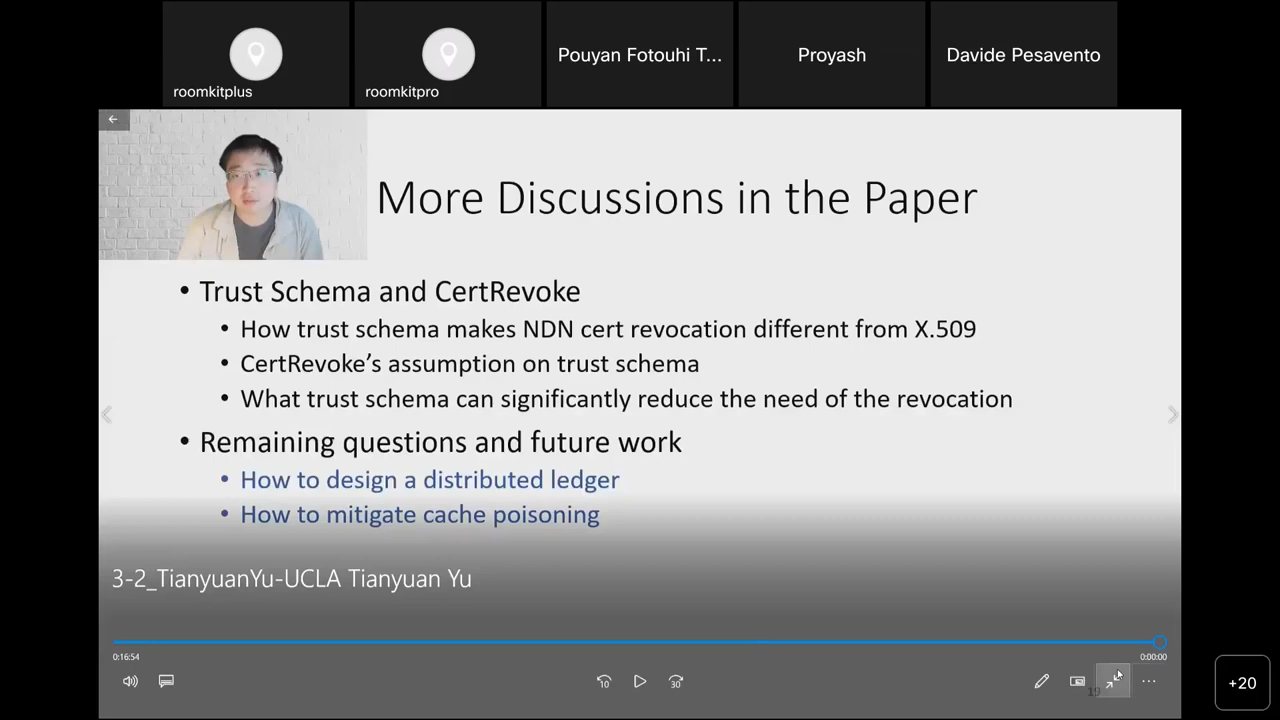 Pouyan Fotouhi T...
Proyash
Davide Pesavento
roomkitplus
roomkitpro
More Discussions in the Paper
• Trust Schema and CertRevoke
• How trust schema makes NDN cert revocation different from X.509
• CertRevoke’s assumption on trust schema
• What trust schema can significantly reduce the need of the revocation
• Remaining questions and future work
• How to design a distributed ledger
• How to mitigate cache poisoning
3-2_TianyuanYu-UCLA Tianyuan Yu
0:16:54
0:00:00
10
30
19
+20